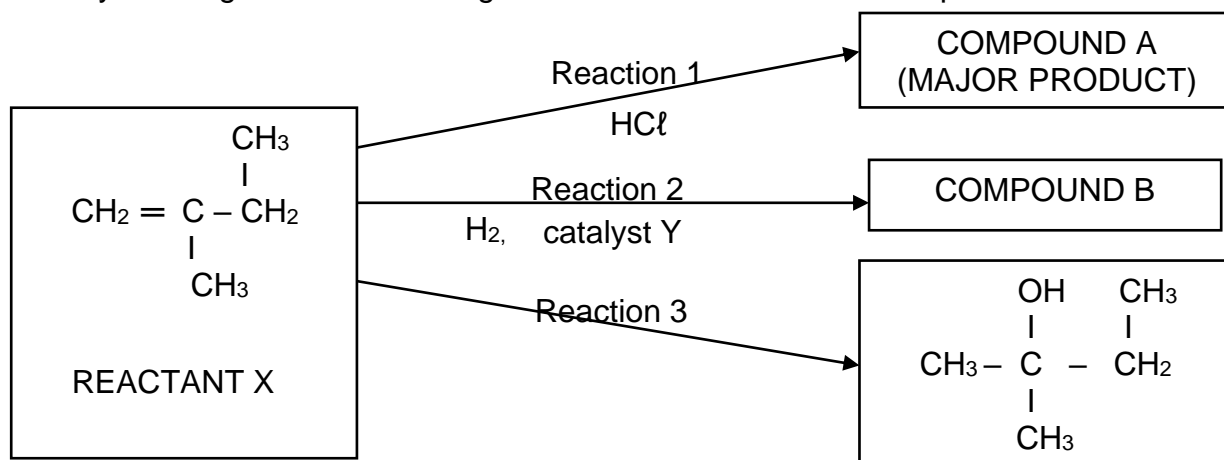 COMPOUND A
(MAJOR PRODUCT)
Reaction 1
HCℓ
CH3
CH2 = C – CH2
CH3
REACTANT X
Reaction 2
H2, catalyst Y
COMPOUND B
Reaction 3
OH CH3
CH3 – C – CH2
CH3